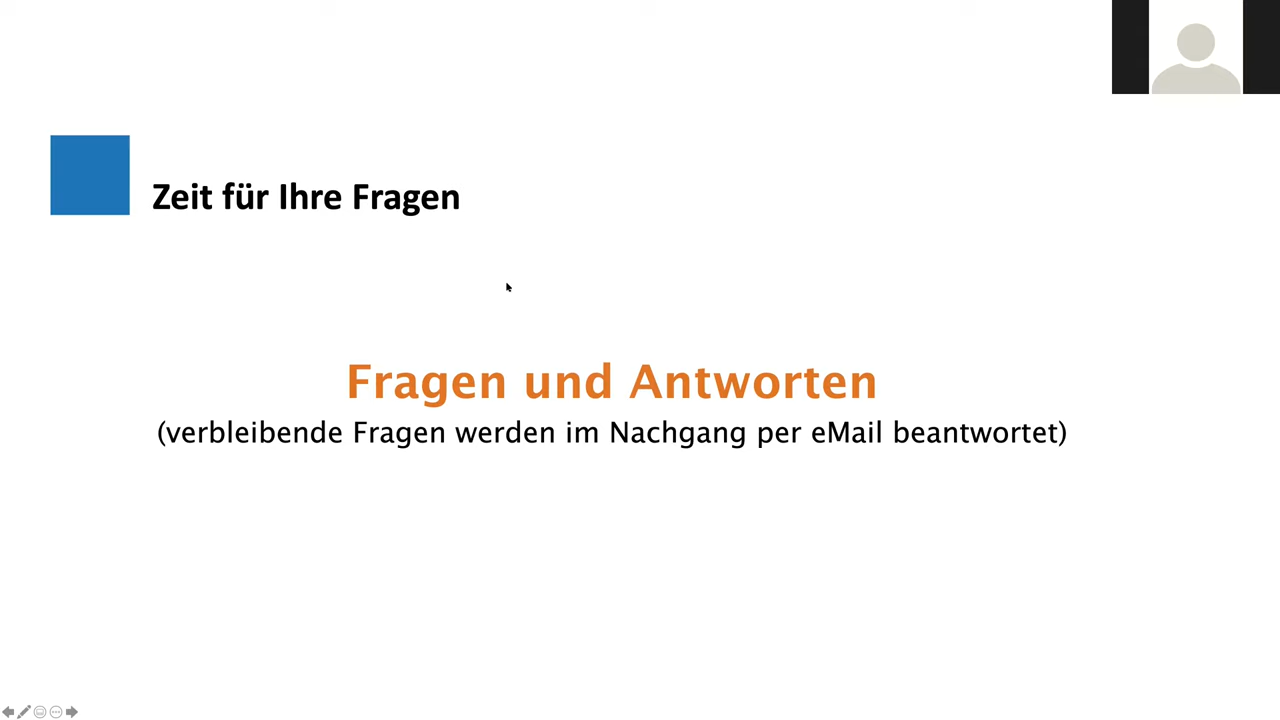 Zeit für Ihre Fragen
Fragen und Antworten
(verbleibende Fragen werden im Nachgang per eMail beantwortet)